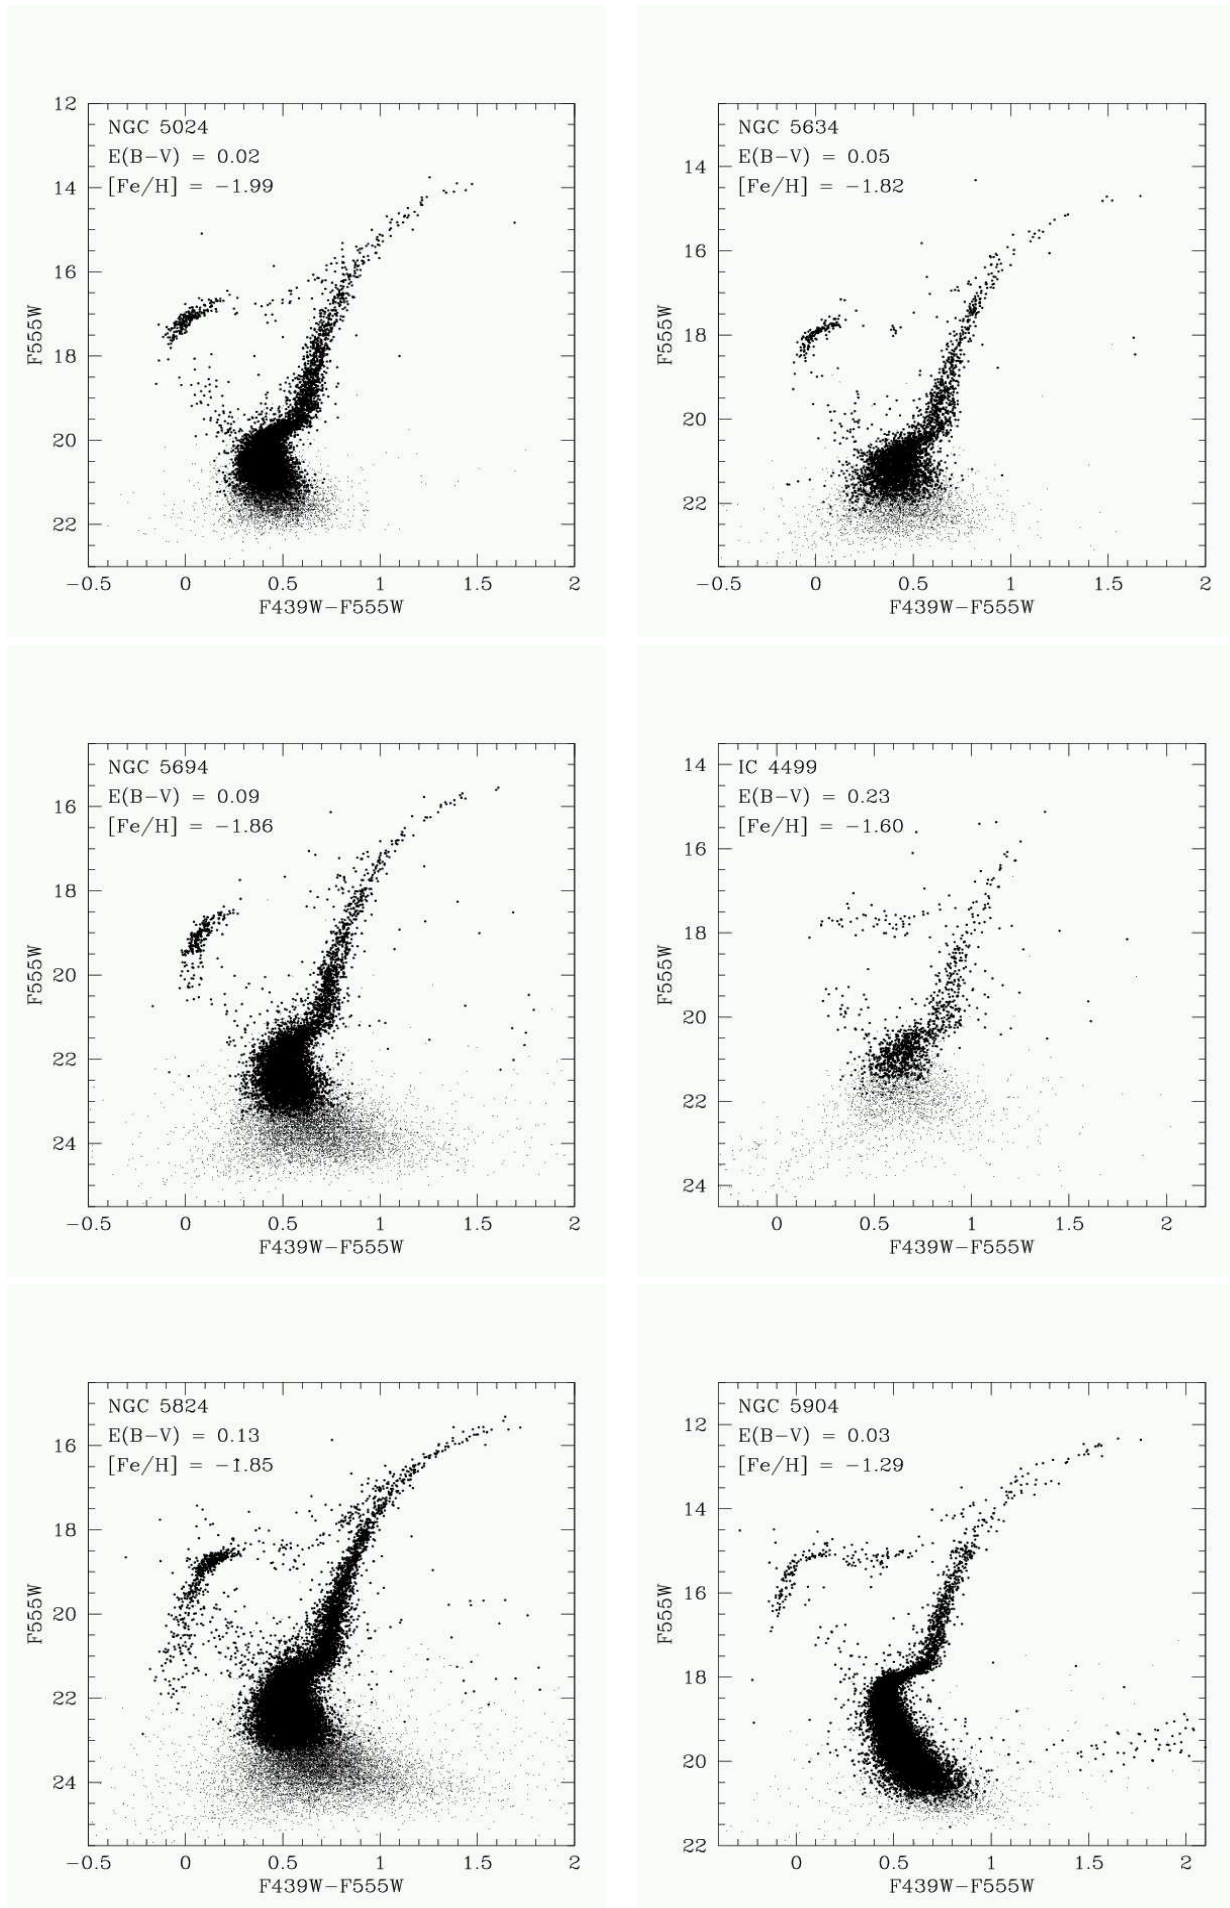 NGC 5024
E(B−V) = 0.02
[Fe/H] = −1.99
12
14
16
18
20
22
F555W
−0.5 0 0.5 1 1.5 2
F439W−F555W
NGC 5634
E(B−V) = 0.05
[Fe/H] = −1.82
14
16
18
20
22
F555W
−0.5 0 0.5 1 1.5 2
F439W−F555W
NGC 5694
E(B−V) = 0.09
[Fe/H] = −1.86
16
18
20
22
24
F555W
−0.5 0 0.5 1 1.5 2
F439W−F555W
IC 4499
E(B−V) = 0.23
[Fe/H] = −1.60
14
16
18
20
22
24
F555W
0 0.5 1 1.5 2
F439W−F555W
NGC 5824
E(B−V) = 0.13
[Fe/H] = −1.85
16
18
20
22
24
F555W
−0.5 0 0.5 1 1.5 2
F439W−F555W
NGC 5904
E(B−V) = 0.03
[Fe/H] = −1.29
12
14
16
18
20
22
F555W
0 0.5 1 1.5 2
F439W−F555W